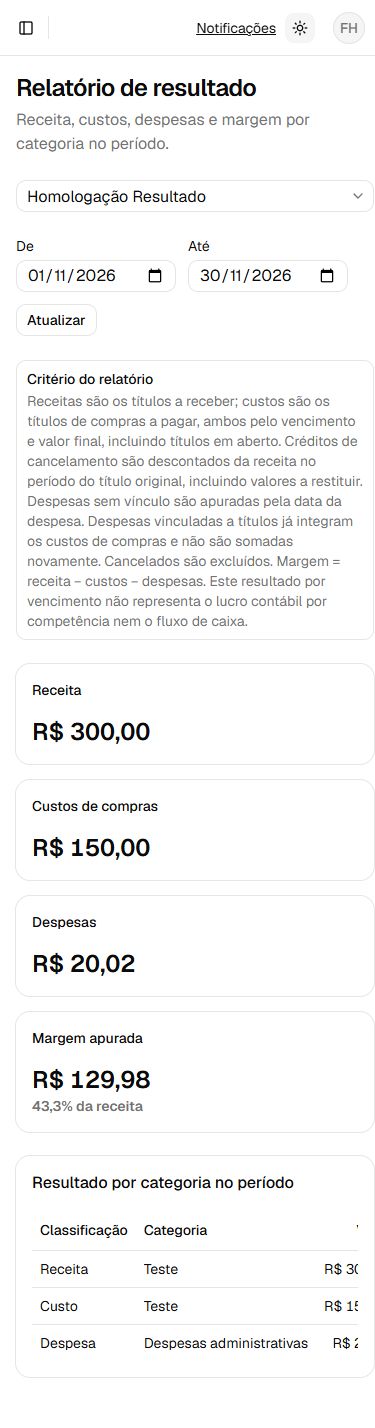 Notificações
FH
Relatório de resultado
Receita, custos, despesas e margem por
categoria no período.
Homologação Resultado
De
Até
01/11/2026
30/11/2026
Atualizar
Critério do relatório
Receitas são os títulos a receber; custos são os
títulos de compras a pagar, ambos pelo vencimento
e valor final, incluindo títulos em aberto. Créditos de
cancelamento são descontados da receita no
período do título original, incluindo valores a restituir.
Despesas sem vínculo são apuradas pela data da
despesa. Despesas vinculadas a títulos já integram
os custos de compras e não são somadas
novamente. Cancelados são excluídos. Margem =
receita − custos − despesas. Este resultado por
vencimento não representa o lucro contábil por
competência nem o fluxo de caixa.
Receita
R$ 300,00
Custos de compras
R$ 150,00
Despesas
R$ 20,02
Margem apurada
R$ 129,98
43,3% da receita
Resultado por categoria no período
Classificação Categoria
Receita Teste R$ 30
Custo Teste R$ 15
Despesa Despesas administrativas R$ 2